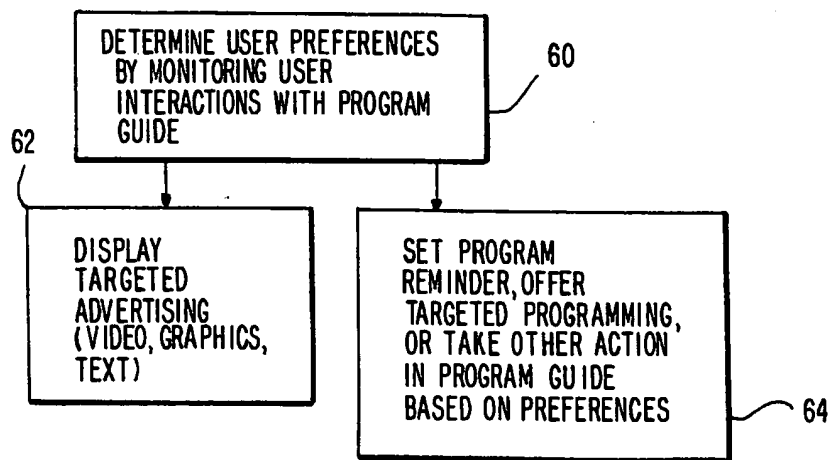 DETERMINE USER PREFERENCES
BY MONITORING USER
INTERACTIONS WITH PROGRAM
GUIDE
60
62
DISPLAY
TARGETED
ADVERTISING
(VIDEO, GRAPHICS,
TEXT)
SET PROGRAM
REMINDER, OFFER
TARGETED PROGRAMMING,
OR TAKE OTHER ACTION
IN PROGRAM GUIDE
BASED ON PREFERENCES
64